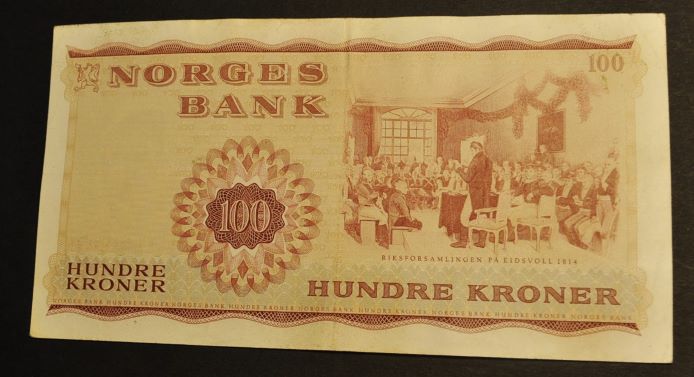 NORGES
BANK
100
100
RIKSFORSAMLINGEN PÅ EIDSVOLL 1814
HUNDRE
KRONER
HUNDRE KRONER
NORGES BANK HUNDRE KRONER NORGES BANK HUNDRE KRONER NORGES BANK HUNDRE KRONER NORGES BANK HUNDRE KRONER NORGES BANK